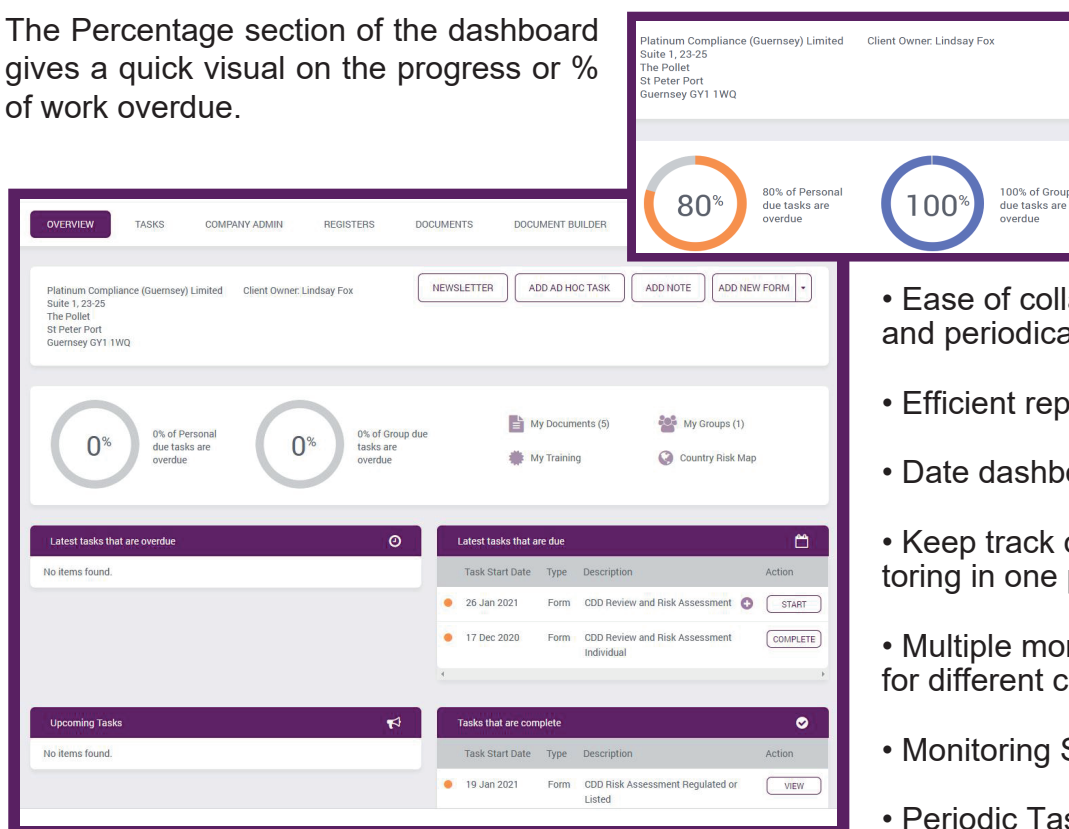 The Percentage section of the dashboard
gives a quick visual on the progress or %
of work overdue.
Platinum Compliance (Guernsey) Limited Client Owner: Lindsay Fox
Suite 1, 23-25
The Pollet
St Peter Port
Guernsey GY1 1WQ
80%
80% of Personal
due tasks are
overdue
100%
100% of Group
due tasks are
overdue
OVERVIEW TASKS COMPANY ADMIN REGISTERS DOCUMENTS DOCUMENT BUILDER
Platinum Compliance (Guernsey) Limited Client Owner: Lindsay Fox
Suite 1, 23-25
The Pollet
St Peter Port
Guernsey GY1 1WQ
NEWSLETTER ADD AD HOC TASK ADD NOTE ADD NEW FORM
0%
0% of Personal
due tasks are
overdue
0%
0% of Group due
tasks are
overdue
My Documents (5) My Groups (1)
My Training Country Risk Map
Latest tasks that are overdue
No items found.
Latest tasks that are due
Task Start Date Type Description Action
26 Jan 2021 Form CDD Review and Risk Assessment START
17 Dec 2020 Form CDD Review and Risk Assessment
Individual COMPLETE
Upcoming Tasks
No items found.
Tasks that are complete
Task Start Date Type Description Action
19 Jan 2021 Form CDD Risk Assessment Regulated or
Listed VIEW
• Ease of
and
• Efficient
• Date
• Keep track
toring in one
• Multiple
for different
• Monitoring
• Periodic